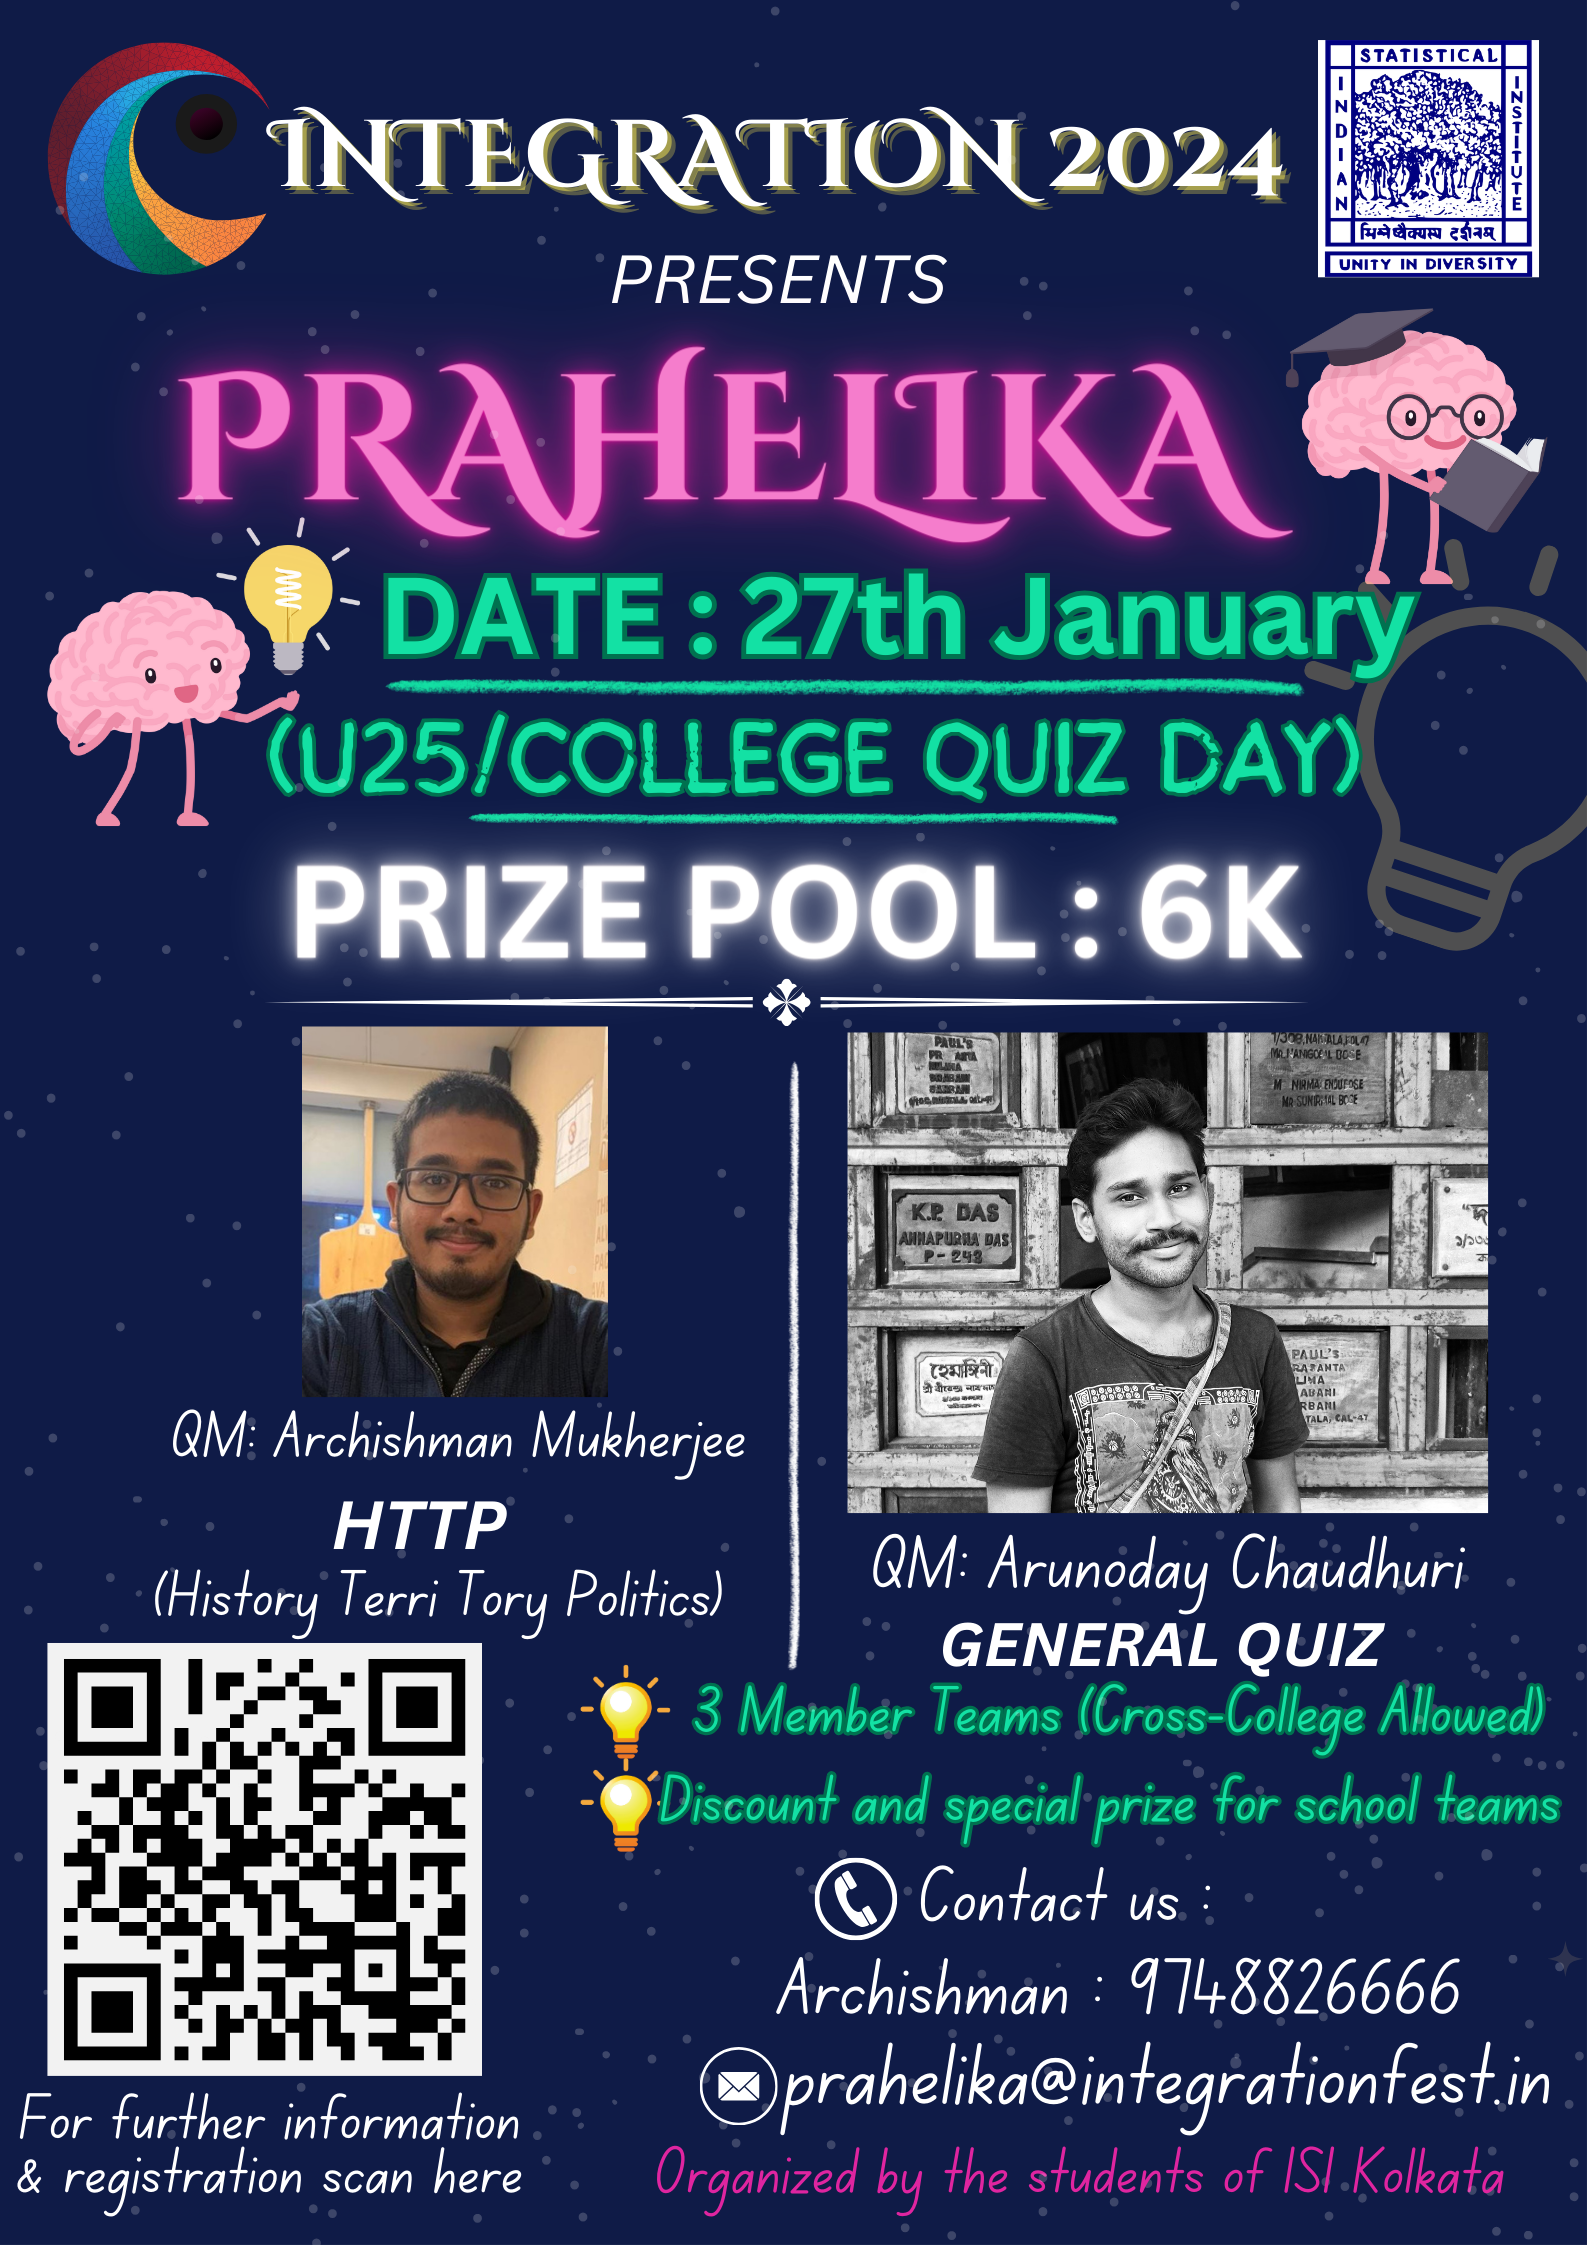 INTEGRATION 2024
STATISTICAL
INDIAN
INSTITUTE
UNITY IN DIVERSITY
PRESENTS
PRAHELIKA
DATE : 27th January
(U25/COLLEGE QUIZ DAY)
PRIZE POOL : 6K
PAUL'S
K.P. DAS
ANNAPURNA DAS
P-243
হেমাঙ্গিনী
PAUL'S
QM: Archishman Mukherjee
HTTP
(History Terri Tory Politics)
QM: Arunoday Chaudhuri
GENERAL QUIZ
3 Member Teams (Cross-College Allowed)
Discount and special prize for school teams
Contact us :
Archishman : 9748826666
prahelika@integrationfest.in
For further information
& registration scan here
Organized by the students of ISI Kolkata